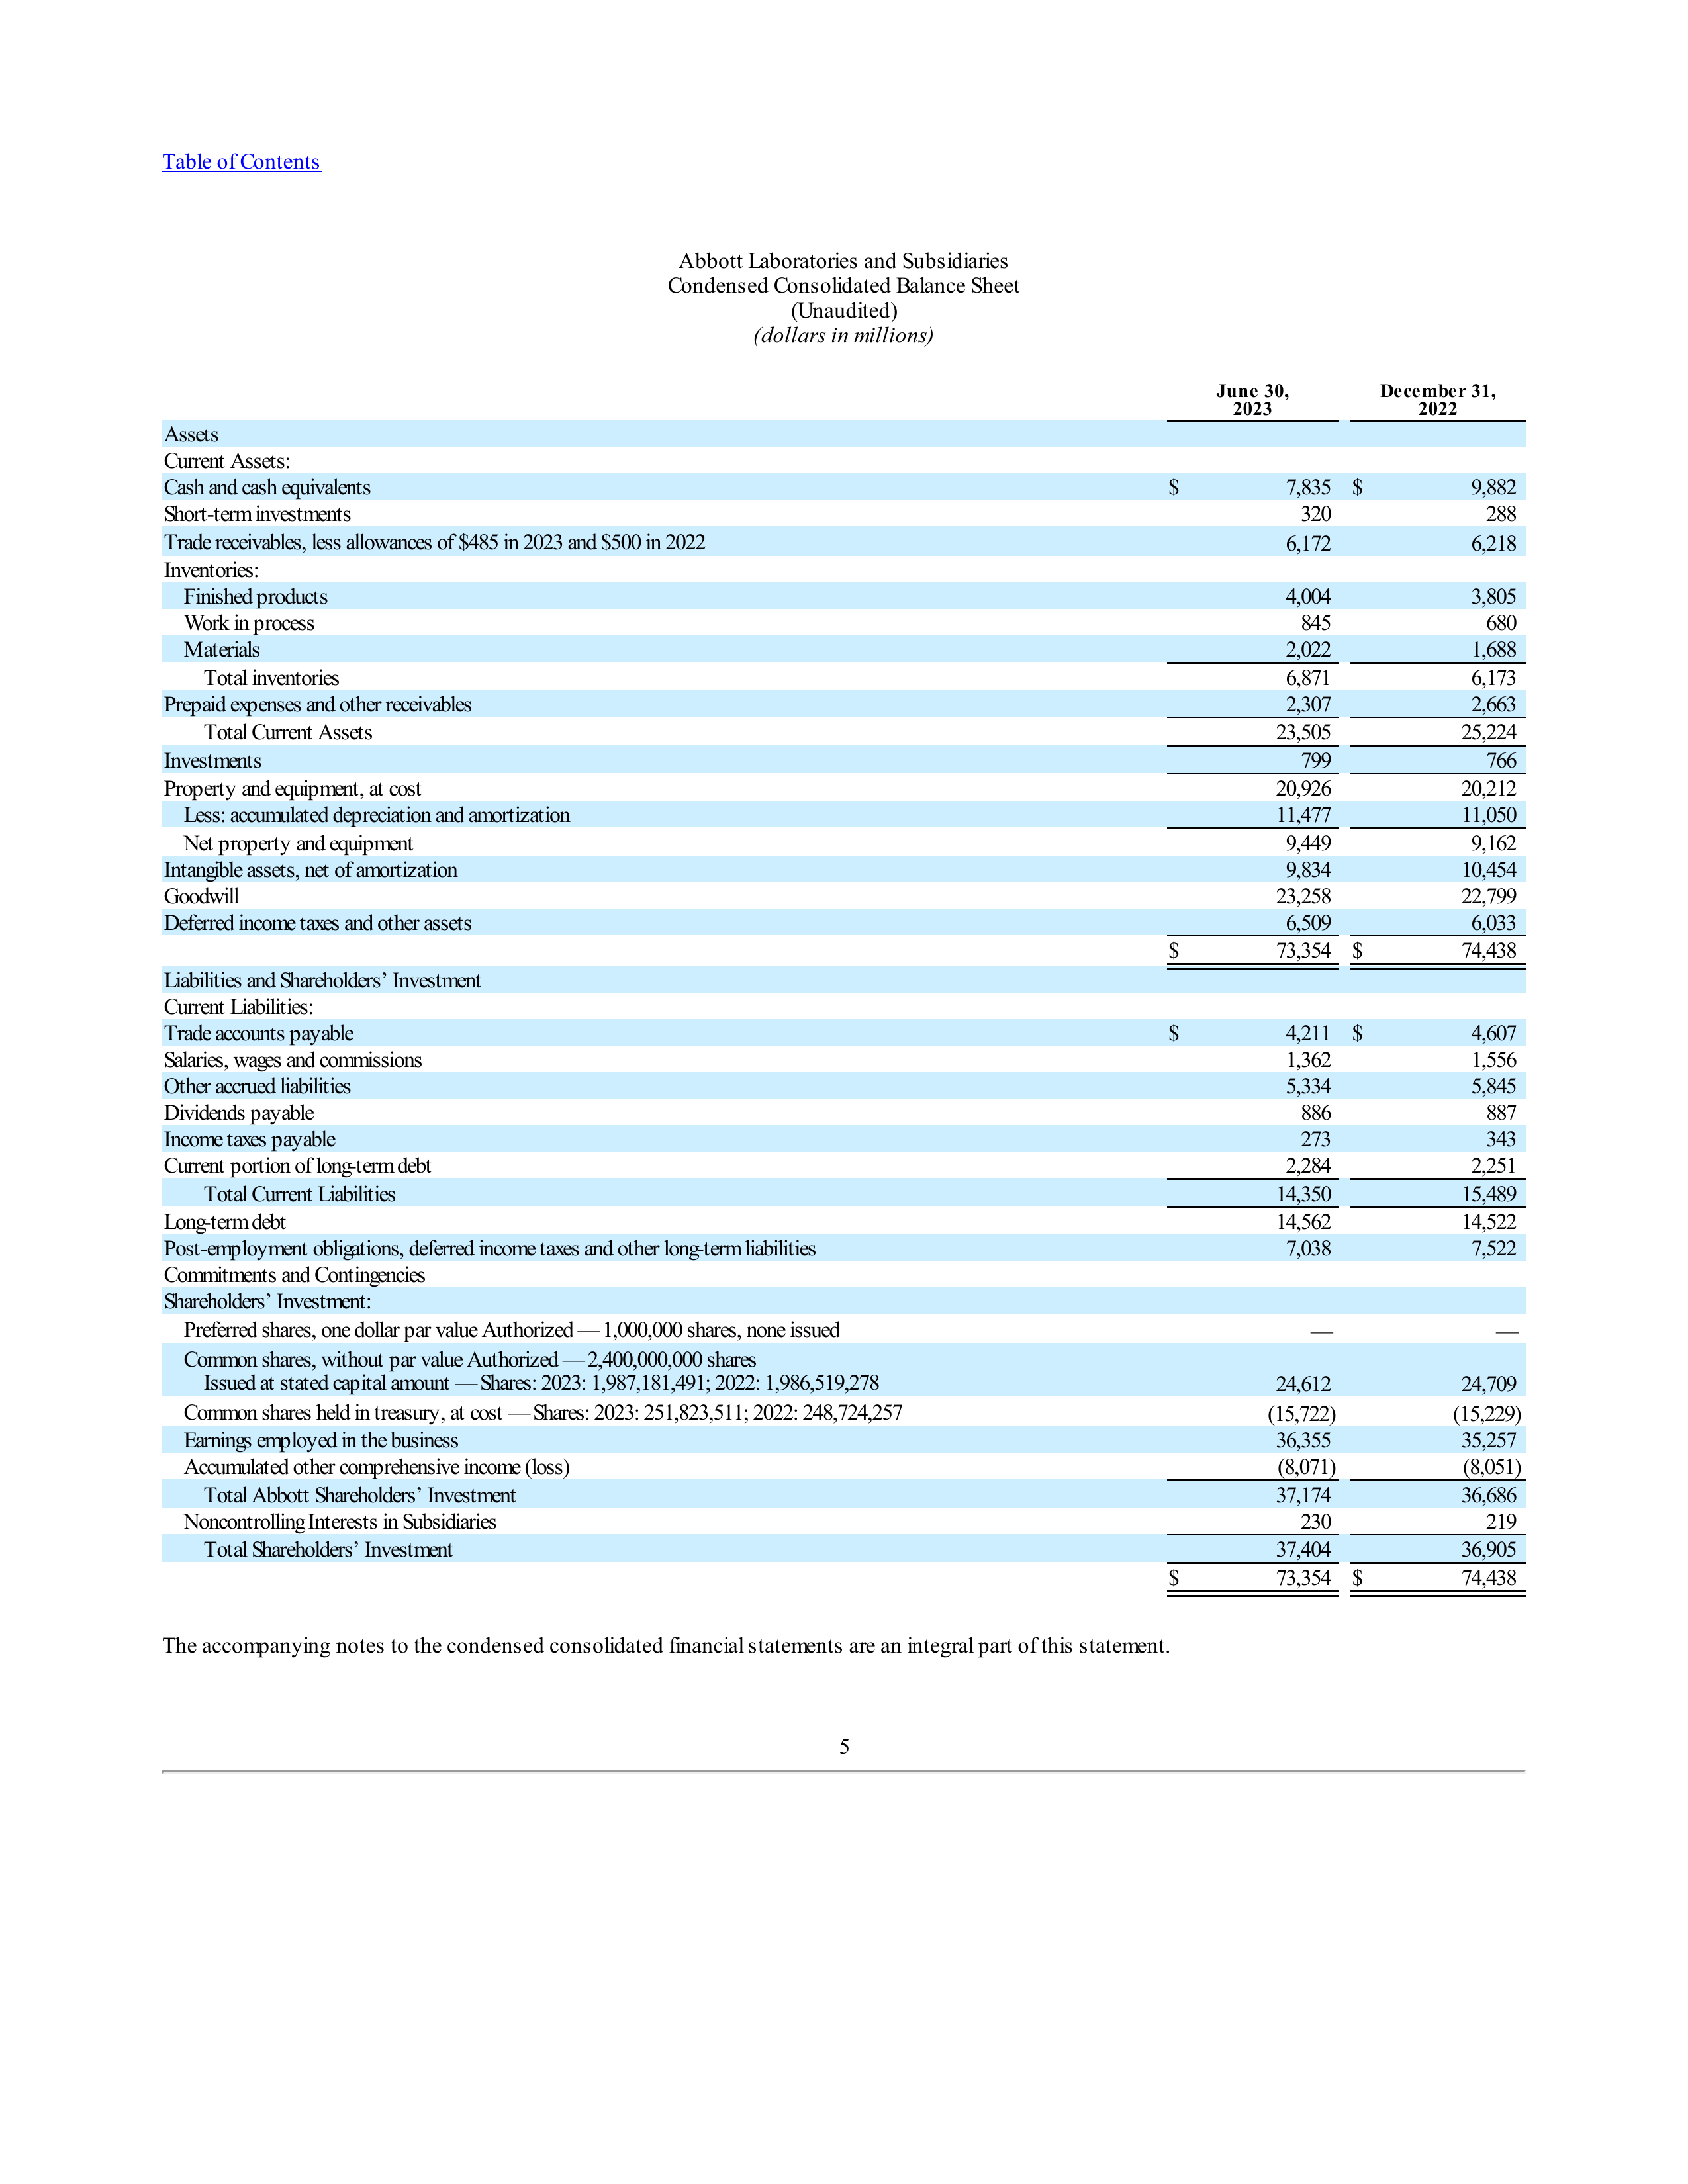 Table of Contents
Abbott Laboratories and Subsidiaries
Condensed Consolidated Balance Sheet
(Unaudited)
(dollars in millions)
June 30, 2023 December 31, 2022
Assets
Current Assets:
Cash and cash equivalents $ 7,835 $ 9,882
Short-term investments 320 288
Trade receivables, less allowances of $485 in 2023 and $500 in 2022 6,172 6,218
Inventories:
Finished products 4,004 3,805
Work in process 845 680
Materials 2,022 1,688
Total inventories 6,871 6,173
Prepaid expenses and other receivables 2,307 2,663
Total Current Assets 23,505 25,224
Investments 799 766
Property and equipment, at cost 20,926 20,212
Less: accumulated depreciation and amortization 11,477 11,050
Net property and equipment 9,449 9,162
Intangible assets, net of amortization 9,834 10,454
Goodwill 23,258 22,799
Deferred income taxes and other assets 6,509 6,033
$ 73,354 $ 74,438
Liabilities and Shareholders’ Investment
Current Liabilities:
Trade accounts payable $ 4,211 $ 4,607
Salaries, wages and commissions 1,362 1,556
Other accrued liabilities 5,334 5,845
Dividends payable 886 887
Income taxes payable 273 343
Current portion of long-term debt 2,284 2,251
Total Current Liabilities 14,350 15,489
Long-term debt 14,562 14,522
Post-employment obligations, deferred income taxes and other long-term liabilities 7,038 7,522
Commitments and Contingencies
Shareholders’ Investment:
Preferred shares, one dollar par value Authorized — 1,000,000 shares, none issued — —
Common shares, without par value Authorized — 2,400,000,000 shares
Issued at stated capital amount — Shares: 2023: 1,987,181,491; 2022: 1,986,519,278 24,612 24,709
Common shares held in treasury, at cost — Shares: 2023: 251,823,511; 2022: 248,724,257 (15,722) (15,229)
Earnings employed in the business 36,355 35,257
Accumulated other comprehensive income (loss) (8,071) (8,051)
Total Abbott Shareholders’ Investment 37,174 36,686
Noncontrolling Interests in Subsidiaries 230 219
Total Shareholders’ Investment 37,404 36,905
$ 73,354 $ 74,438
The accompanying notes to the condensed consolidated financial statements are an integral part of this statement.
5